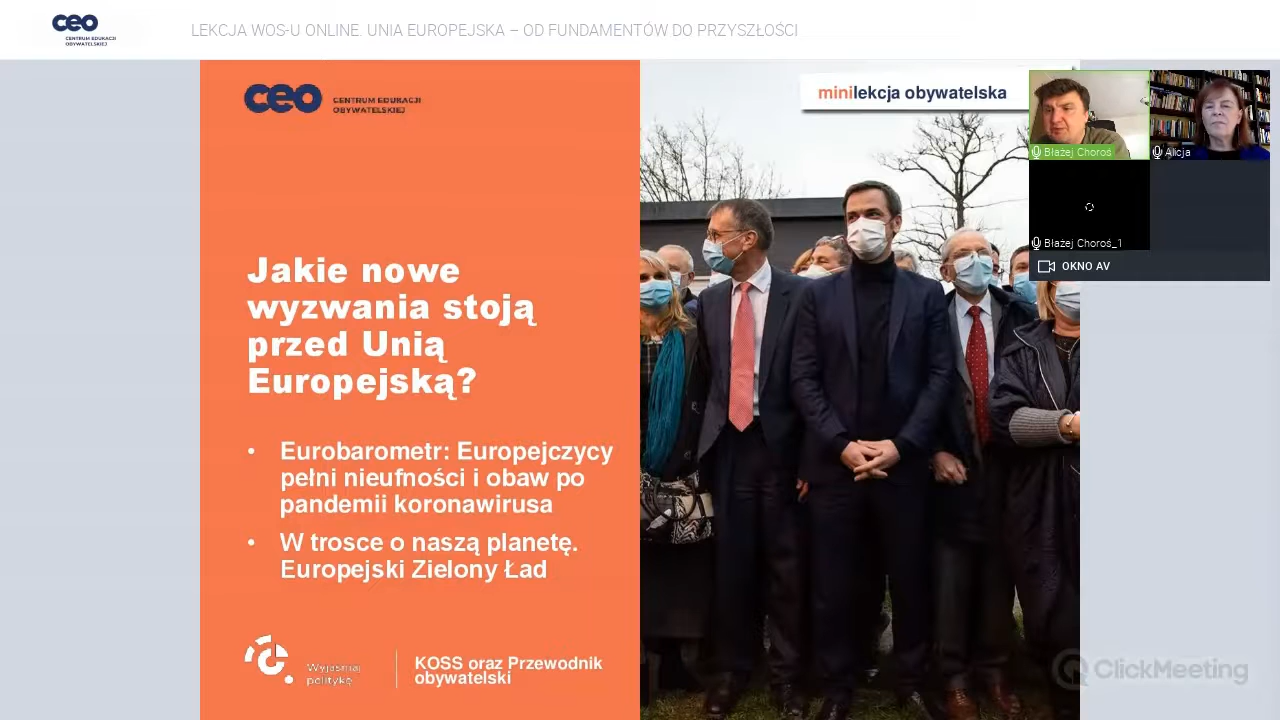 ceo
CENTRUM EDUKACJI
OBYWATELSKIEJ
LEKCJA WOS-U ONLINE. UNIA EUROPEJSKA – OD FUNDAMENTÓW DO PRZYSZŁOŚCI
ceo
CENTRUM EDUKACJI
OBYWATELSKIEJ
minilekcja obywatelska
Błażej Choroś
Alicja
Błażej Choroś_1
OKNO AV
Jakie nowe
wyzwania stoją
przed Unią
Europejską?
• Eurobarometr: Europejczycy
pełni nieufności i obaw po
pandemii koronawirusa
• W trosce o naszą planetę.
Europejski Zielony Ład
Wyjaśniaj
politykę
KOSS oraz Przewodnik
obywatelski
ClickMeeting